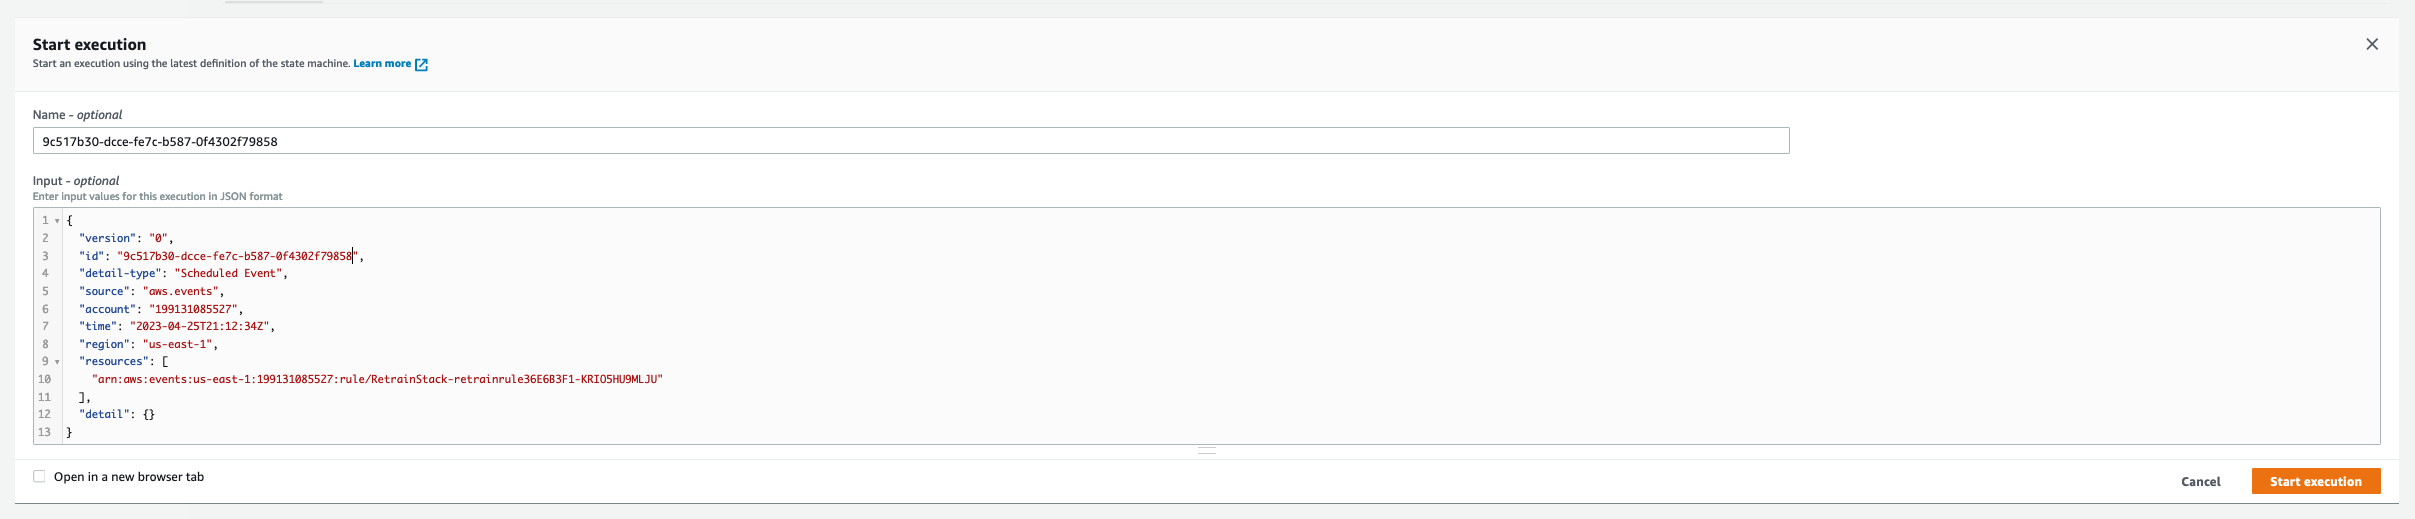 Start execution
Start an execution using the latest definition of the state machine. Learn more
Name - optional
9c517b30-dcce-fe7c-b587-0f4302f79858
Input - optional
Enter input values for this execution in JSON format
1 {
2 "version": "0",
3 "id": "9c517b30-dcce-fe7c-b587-0f4302f79858",
4 "detail-type": "Scheduled Event",
5 "source": "aws.events",
6 "account": "199131085527",
7 "time": "2023-04-25T21:12:34Z",
8 "region": "us-east-1",
9 "resources": [
10 "arn:aws:events:us-east-1:199131085527:rule/RetrainStack-retrainrule36E6B3F1-KRIO5HU9MLJU"
11 ],
12 "detail": {}
13 }
Open in a new browser tab
Cancel
Start execution